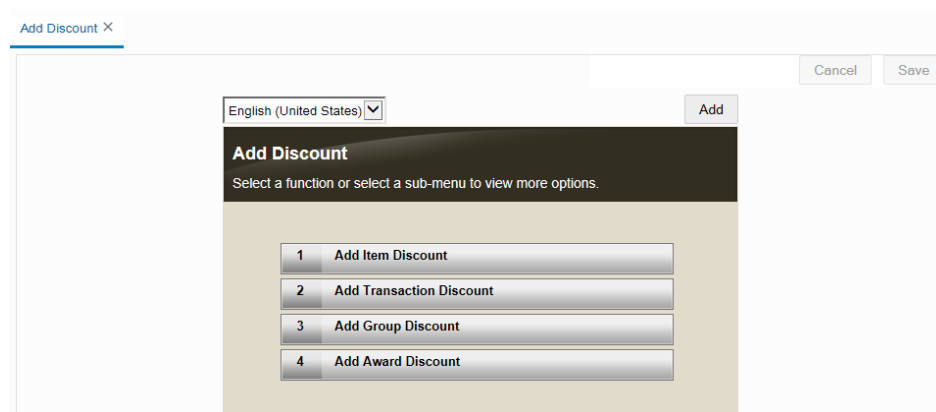 Add Discount ✕
Cancel Save
English (United States) Add
Add Discount
Select a function or select a sub-menu to view more options.
1 Add Item Discount
2 Add Transaction Discount
3 Add Group Discount
4 Add Award Discount